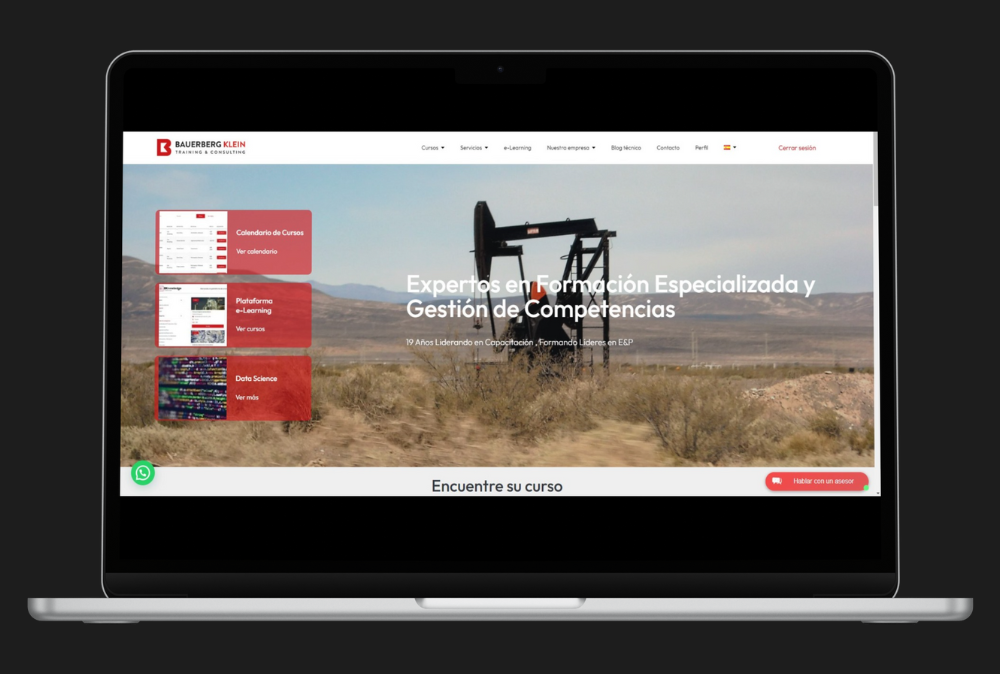 BAUERBERG KLEIN
TRAINING & CONSULTING
Cursos
Servicios
e-Learning
Nuestra empresa
Blog técnico
Contacto
Perfil
Cerrar sesión
Calendario de Cursos
Ver calendario
Plataforma
e-Learning
Ver cursos
Data Science
Ver más
Expertos en Formación Especializada y
Gestión de Competencias
19 Años Liderando en Capacitación , Formando Líderes en E&P
Encuentre su curso
Hablar con un asesor